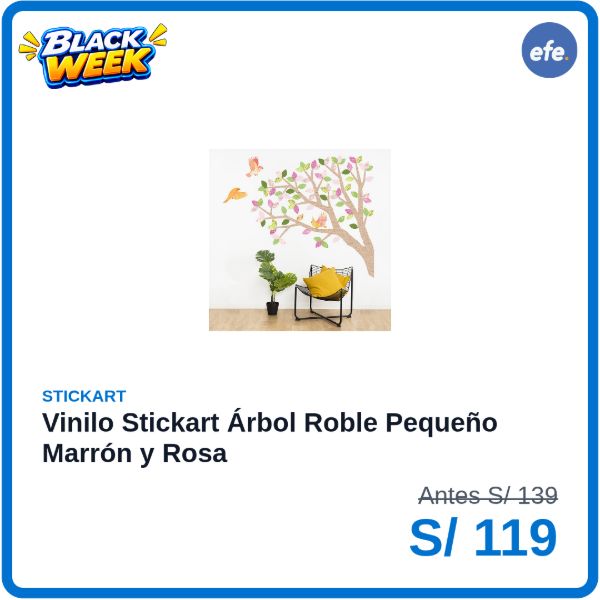 BLACK
WEEK
efe.
STICKART
Vinilo Stickart Árbol Roble Pequeño
Marrón y Rosa
Antes S/ 139
S/ 119